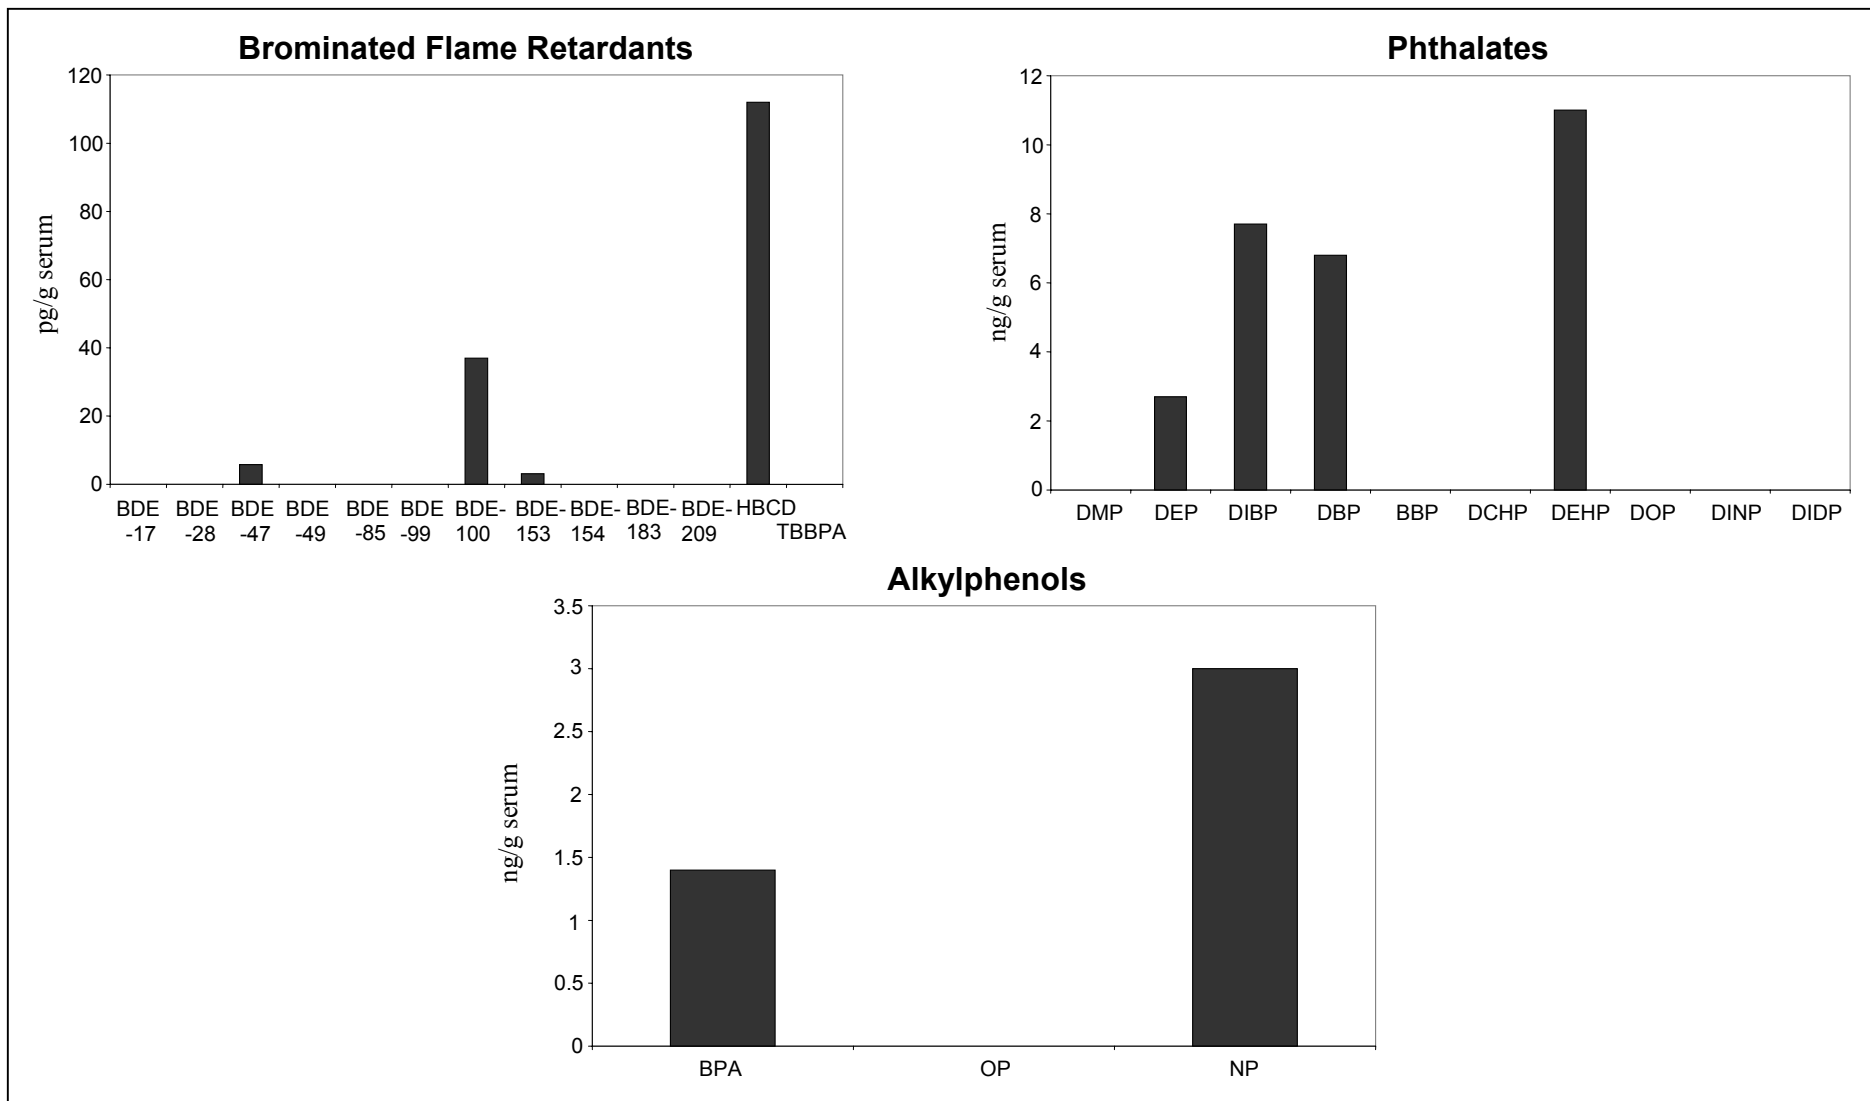 Brominated Flame Retardants
pg/g serum
120
100
80
60
40
20
0
BDE -17
BDE -28
BDE -47
BDE -49
BDE -85
BDE -99
BDE- 100
BDE- 153
BDE- 154
BDE- 183
BDE- 209
HBCD
TBBPA
Phthalates
ng/g serum
12
10
8
6
4
2
0
DMP DEP DIBP DBP BBP DCHP DEHP DOP DINP DIDP
Alkylphenols
ng/g serum
3.5
3
2.5
2
1.5
1
0.5
0
BPA OP NP